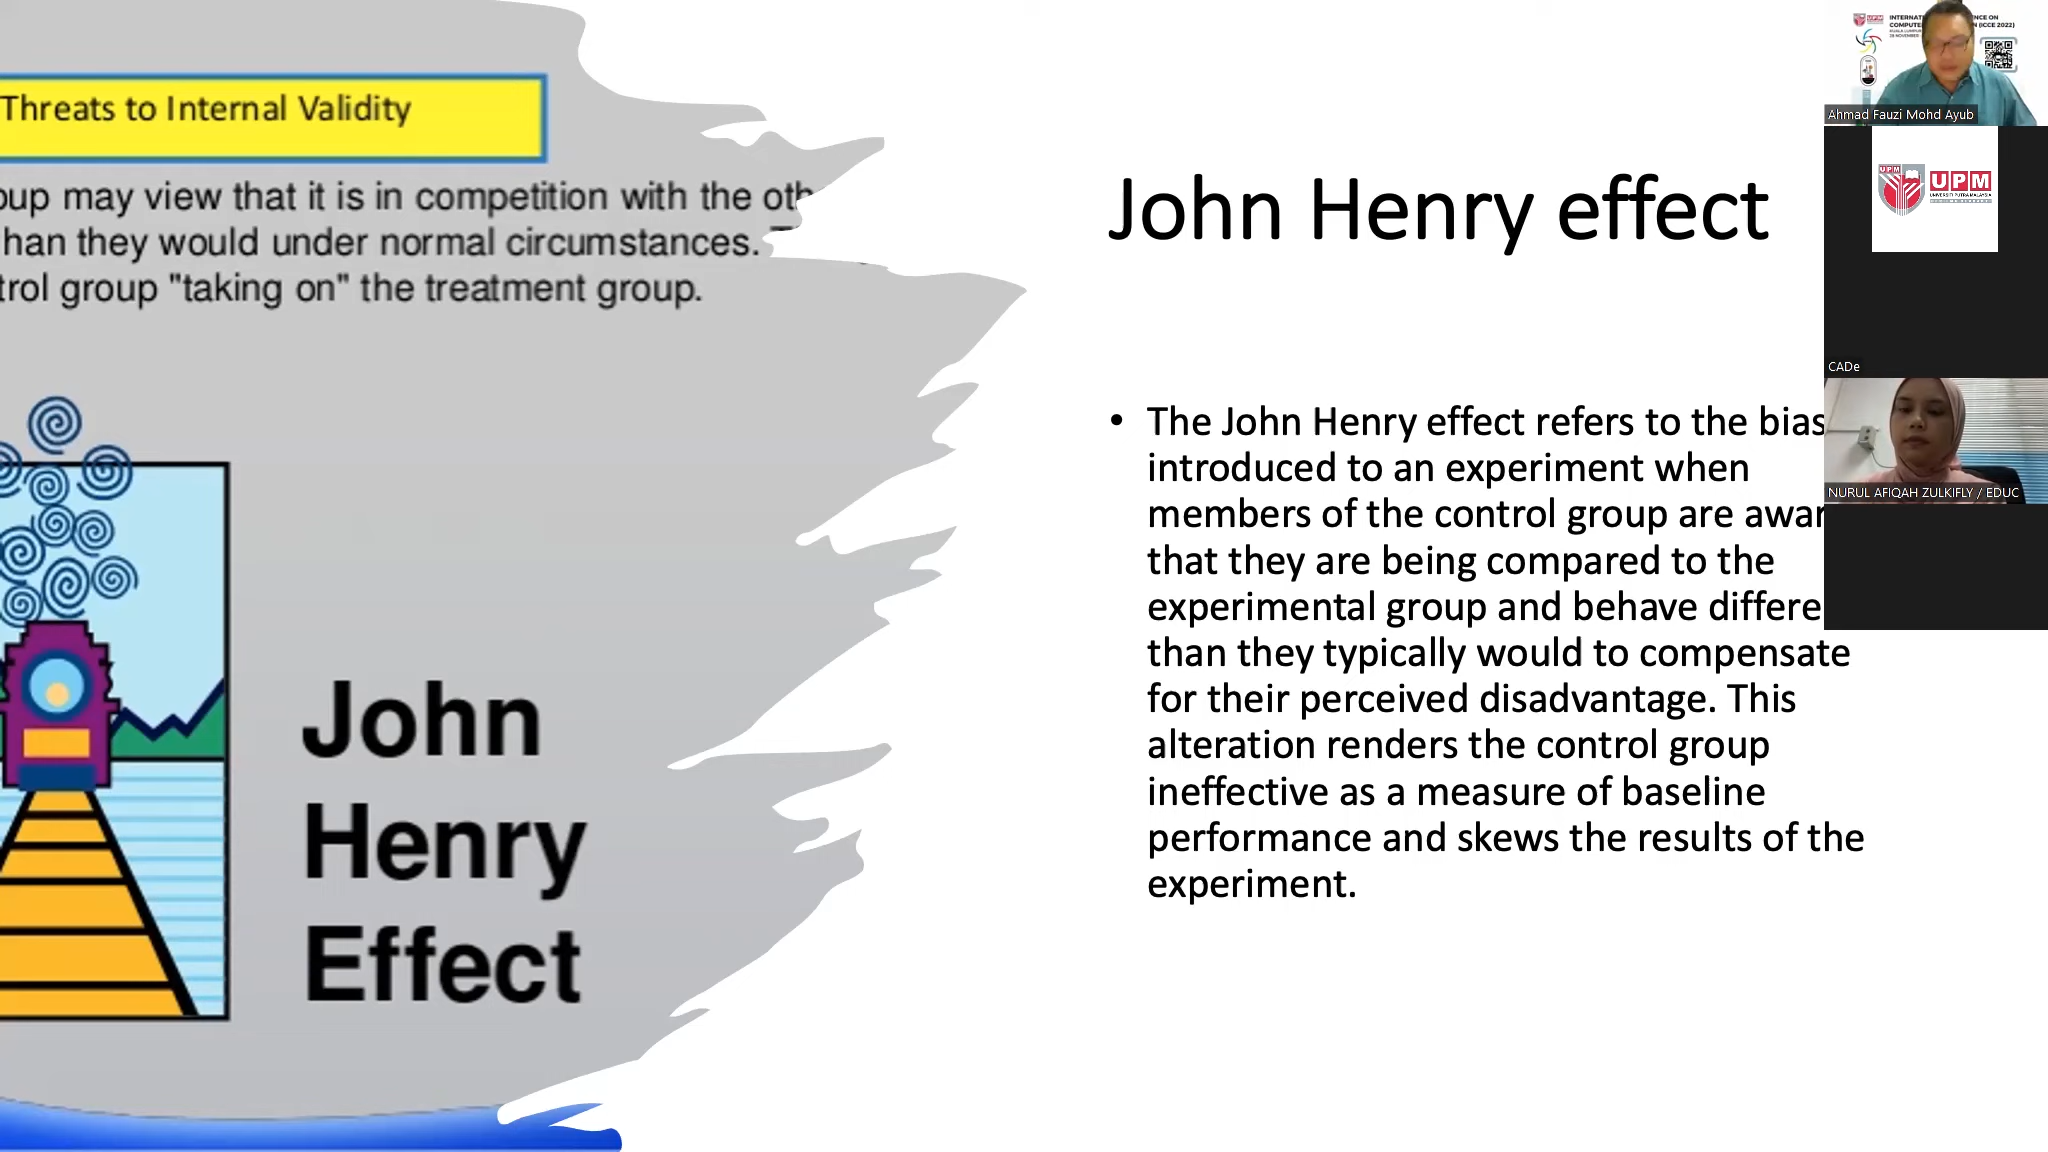 Threats to Internal Validity
oup may view that it is in competition with the oth
han they would under normal circumstances.
trol group "taking on" the treatment group.
John
Henry
Effect
John Henry effect
• The John Henry effect refers to the bias
introduced to an experiment when
members of the control group are awar
that they are being compared to the
experimental group and behave differe
than they typically would to compensate
for their perceived disadvantage. This
alteration renders the control group
ineffective as a measure of baseline
performance and skews the results of the
experiment.
Ahmad Fauzi Mohd Ayub
UPM
UPM
UNIVERSITI PUTRA MALAYSIA
CADe
NURUL AFIQAH ZULKIFLY / EDUC